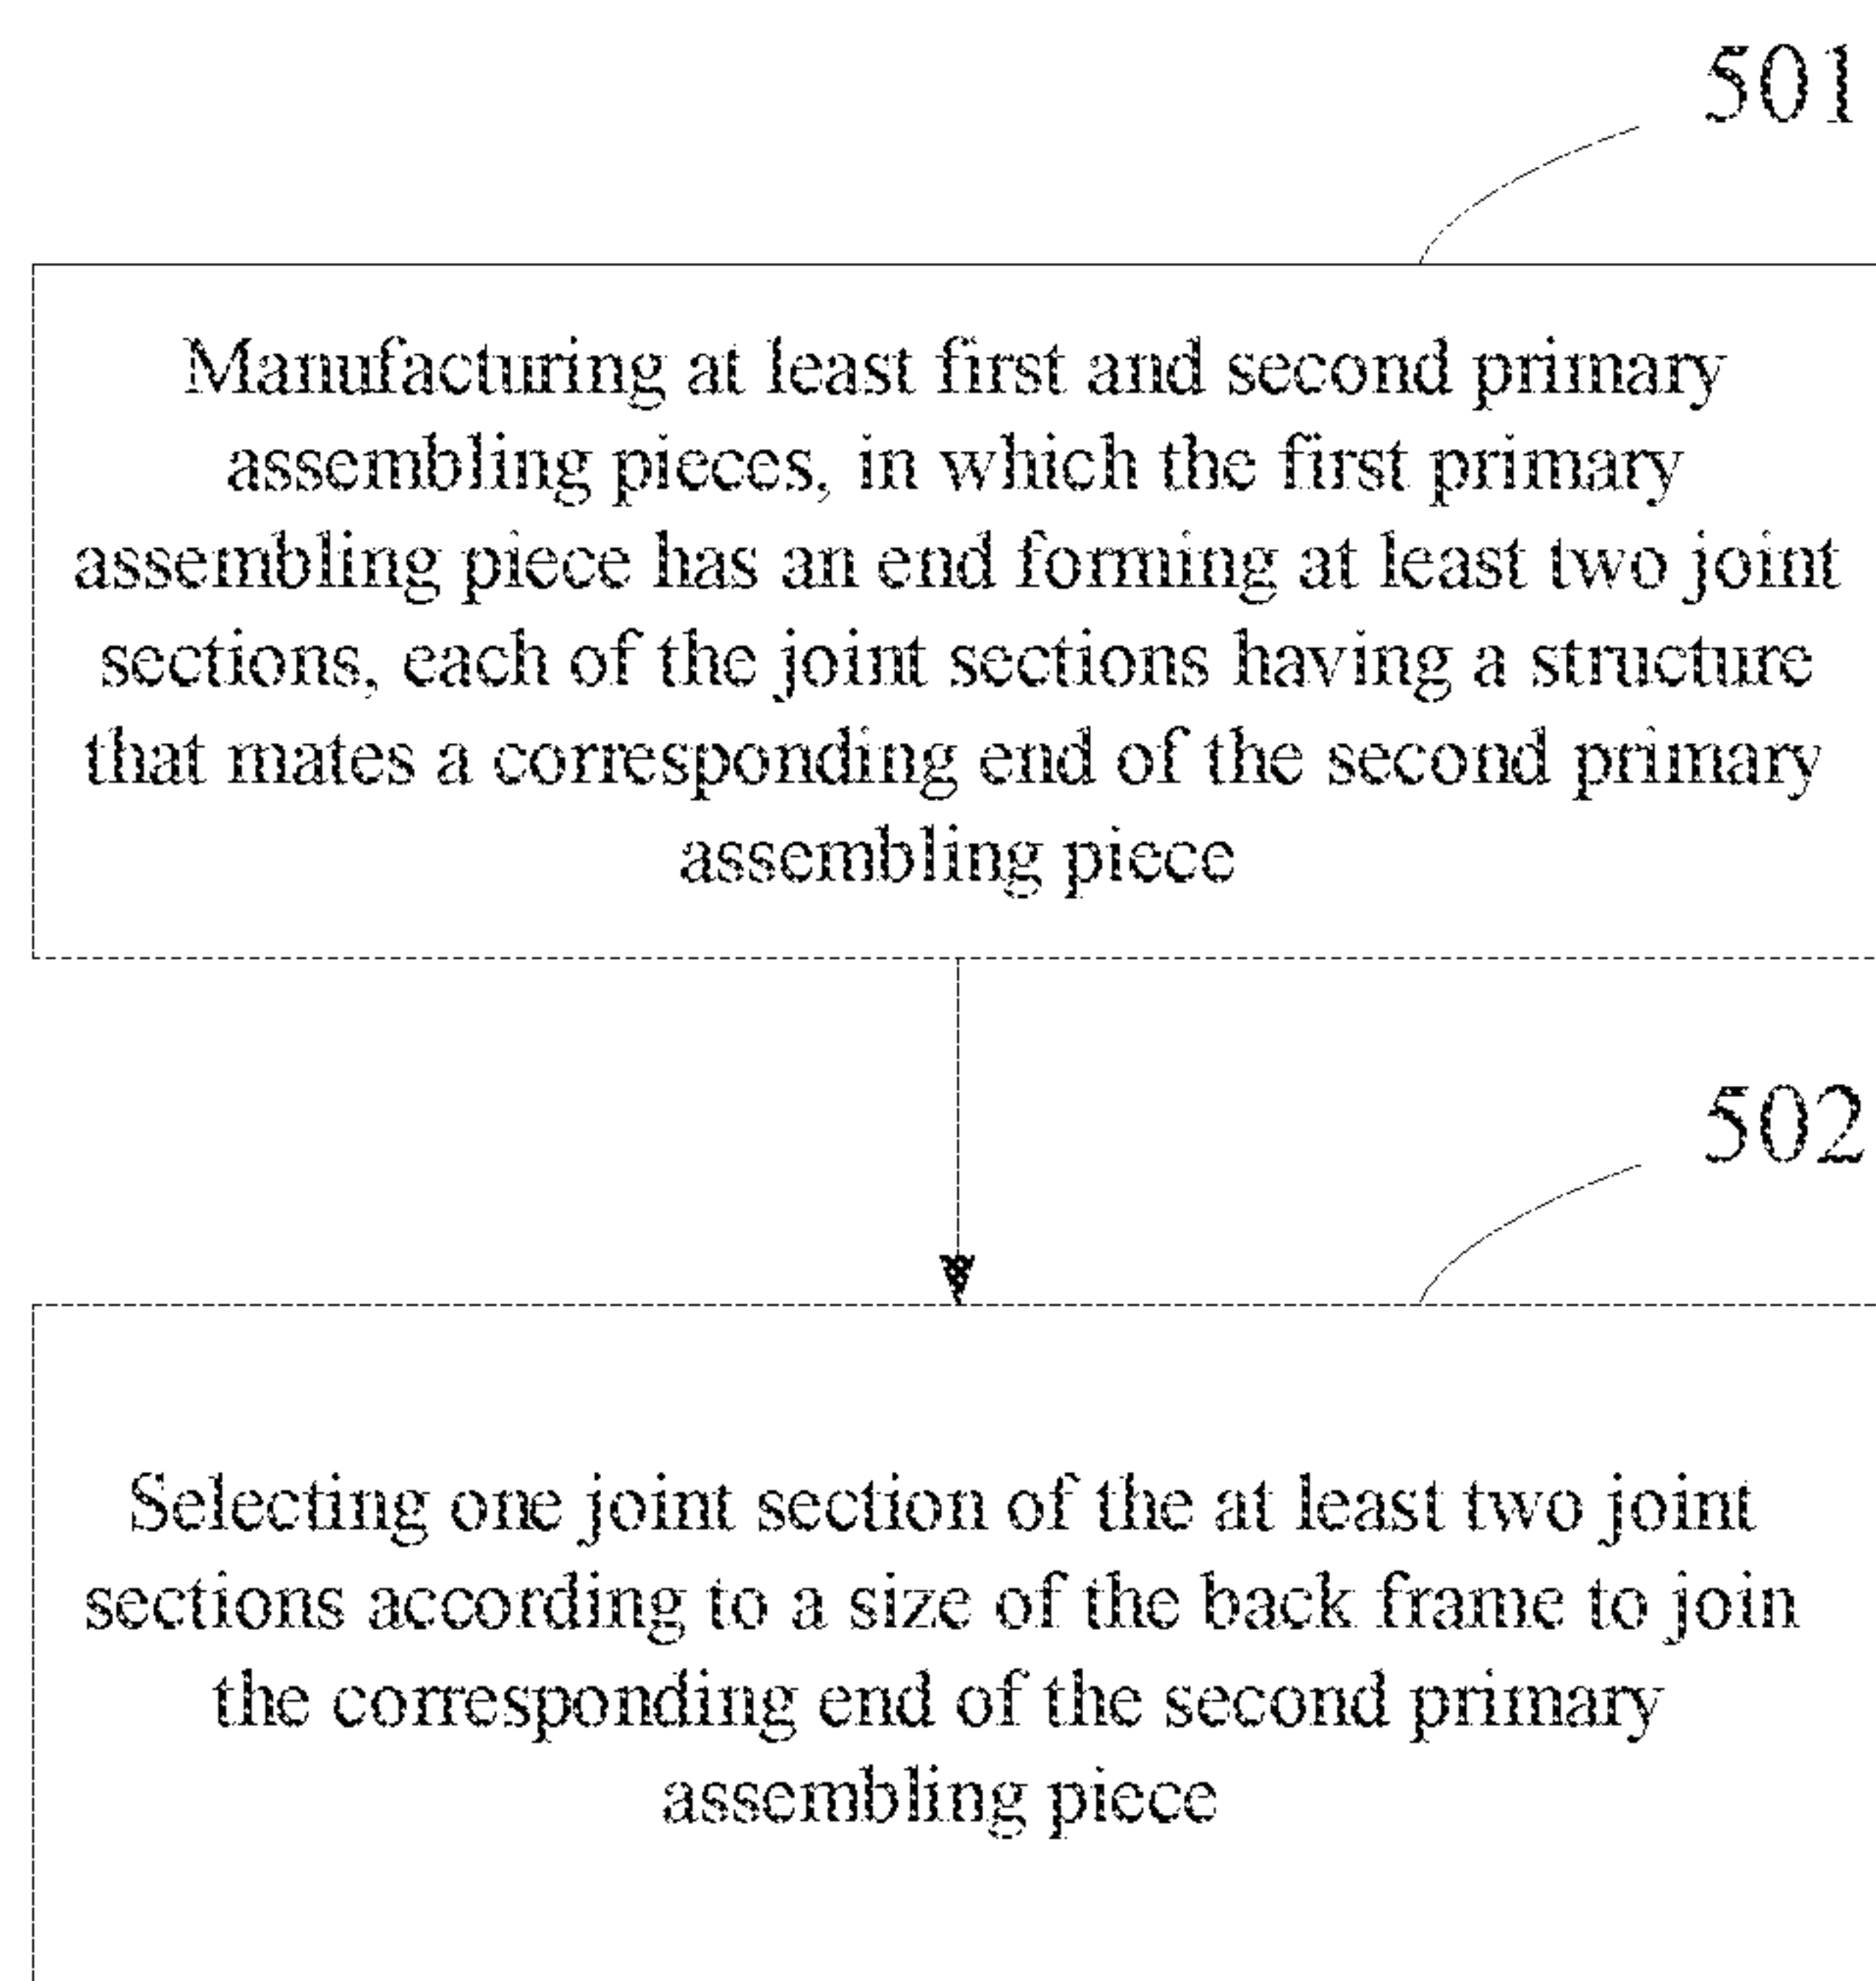 501
Manufacturing at least first and second primary
assembling pieces, in which the first primary
assembling piece has an end forming at least two joint
sections, each of the joint sections having a structure
that mates a corresponding end of the second primary
assembling piece
502
Selecting one joint section of the at least two joint
sections according to a size of the back frame to join
the corresponding end of the second primary
assembling piece